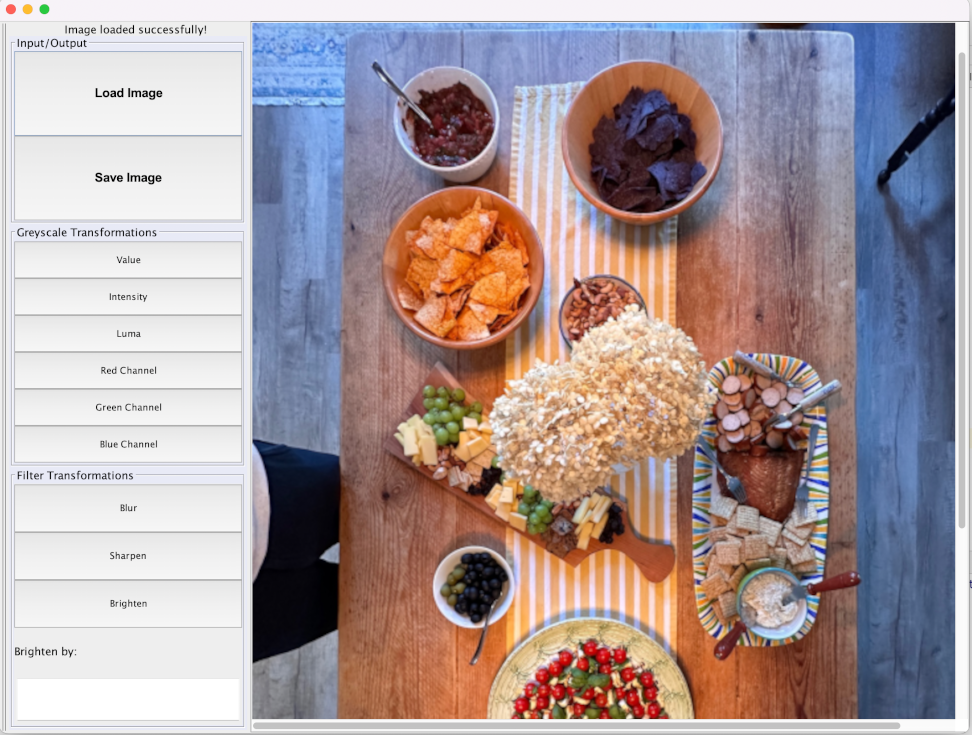 Image loaded successfully!
Input/Output
Load Image
Save Image
Greyscale Transformations
Value
Intensity
Luma
Red Channel
Green Channel
Blue Channel
Filter Transformations
Blur
Sharpen
Brighten
Brighten by: